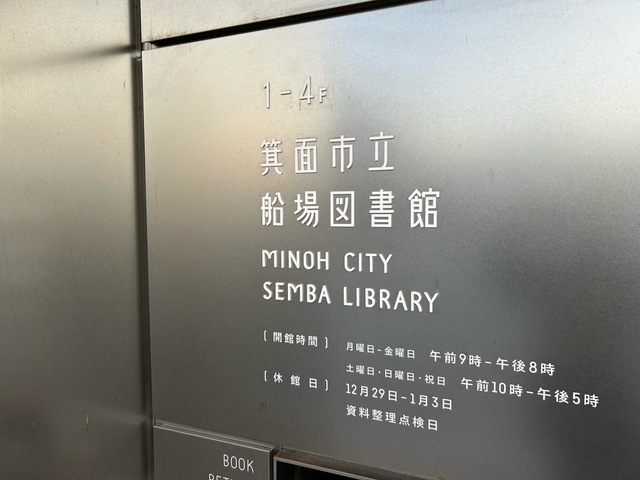 1-4F
箕面市立
船場図書館
MINOH CITY
SEMBA LIBRARY
[開館時間] 月曜日-金曜日 午前9時-午後8時
土曜日・日曜日・祝日 午前10時-午後5時
[休館日] 12月29日-1月3日
資料整理点検日
BOOK